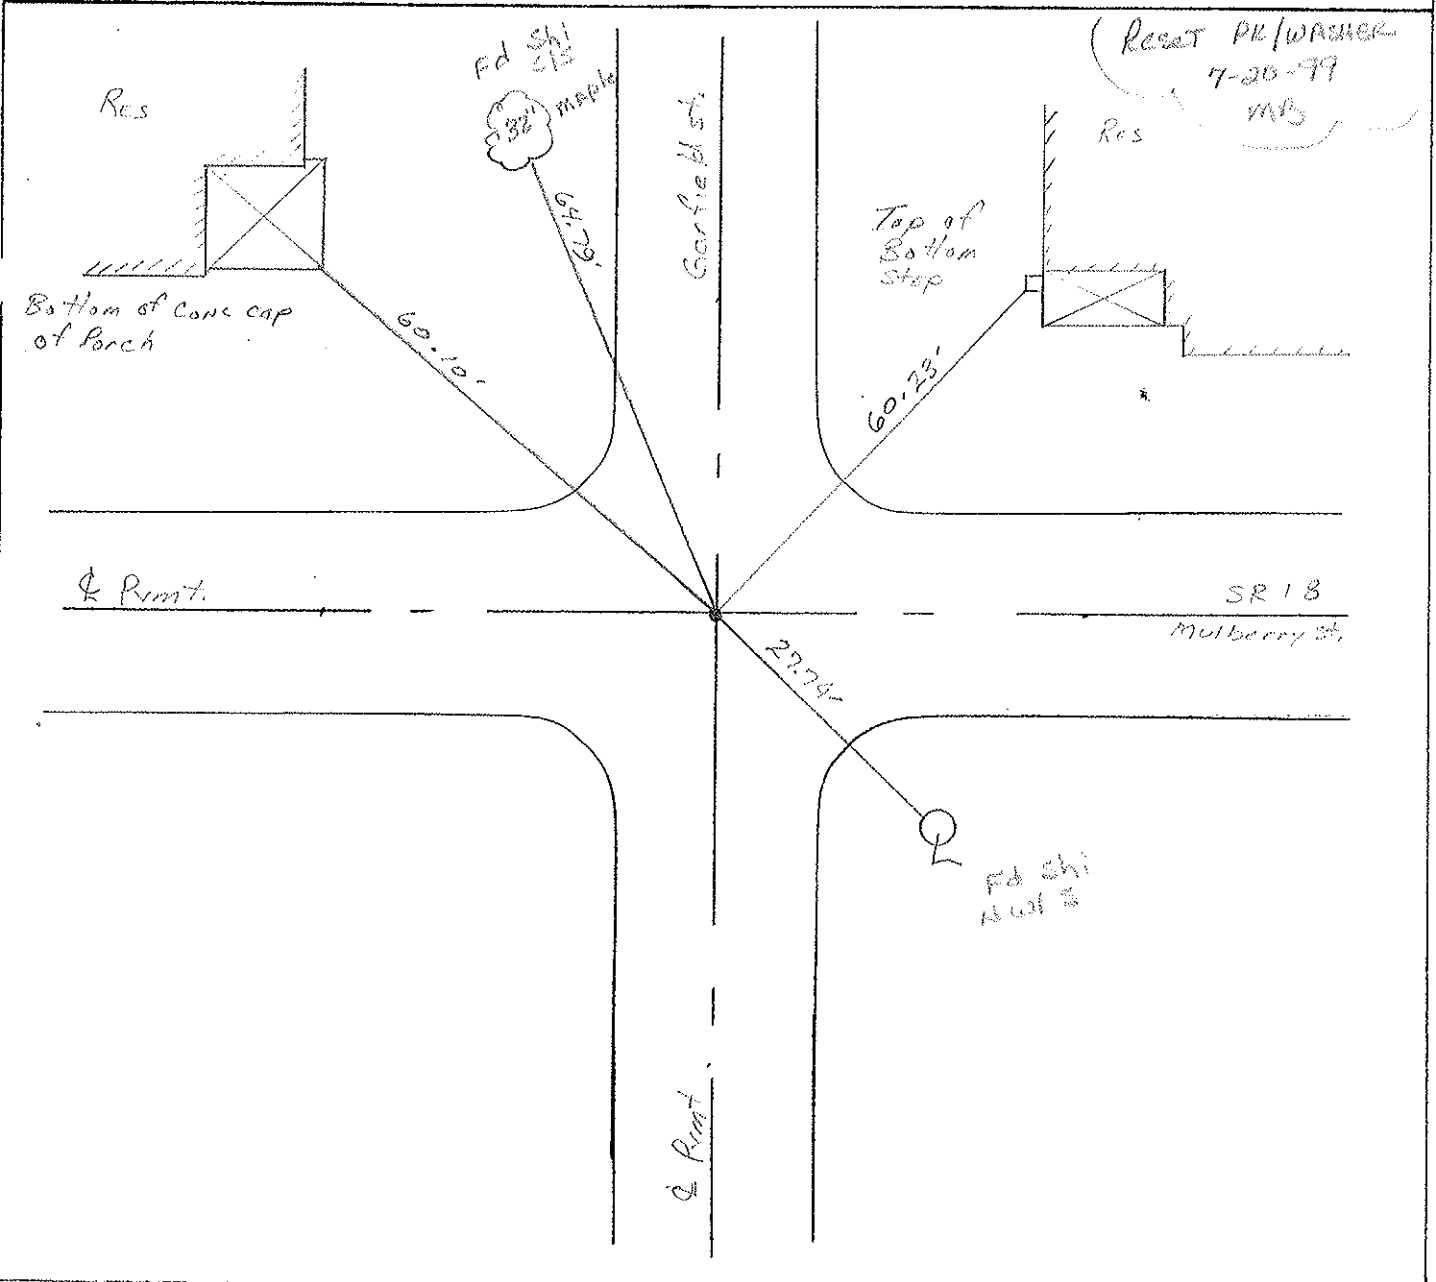 Reset PK/WASHER
7-20-99
MB
Fd Shi
maple
32"
Res
Res
Garfield St.
64.79'
Top of
Bottom
Step
Bottom of Conc cap
of Porch
60.10'
60.23'
℄ Pvmt.
SR 18
Mulberry St.
27.74'
Fd Shi
℄ Pvmt